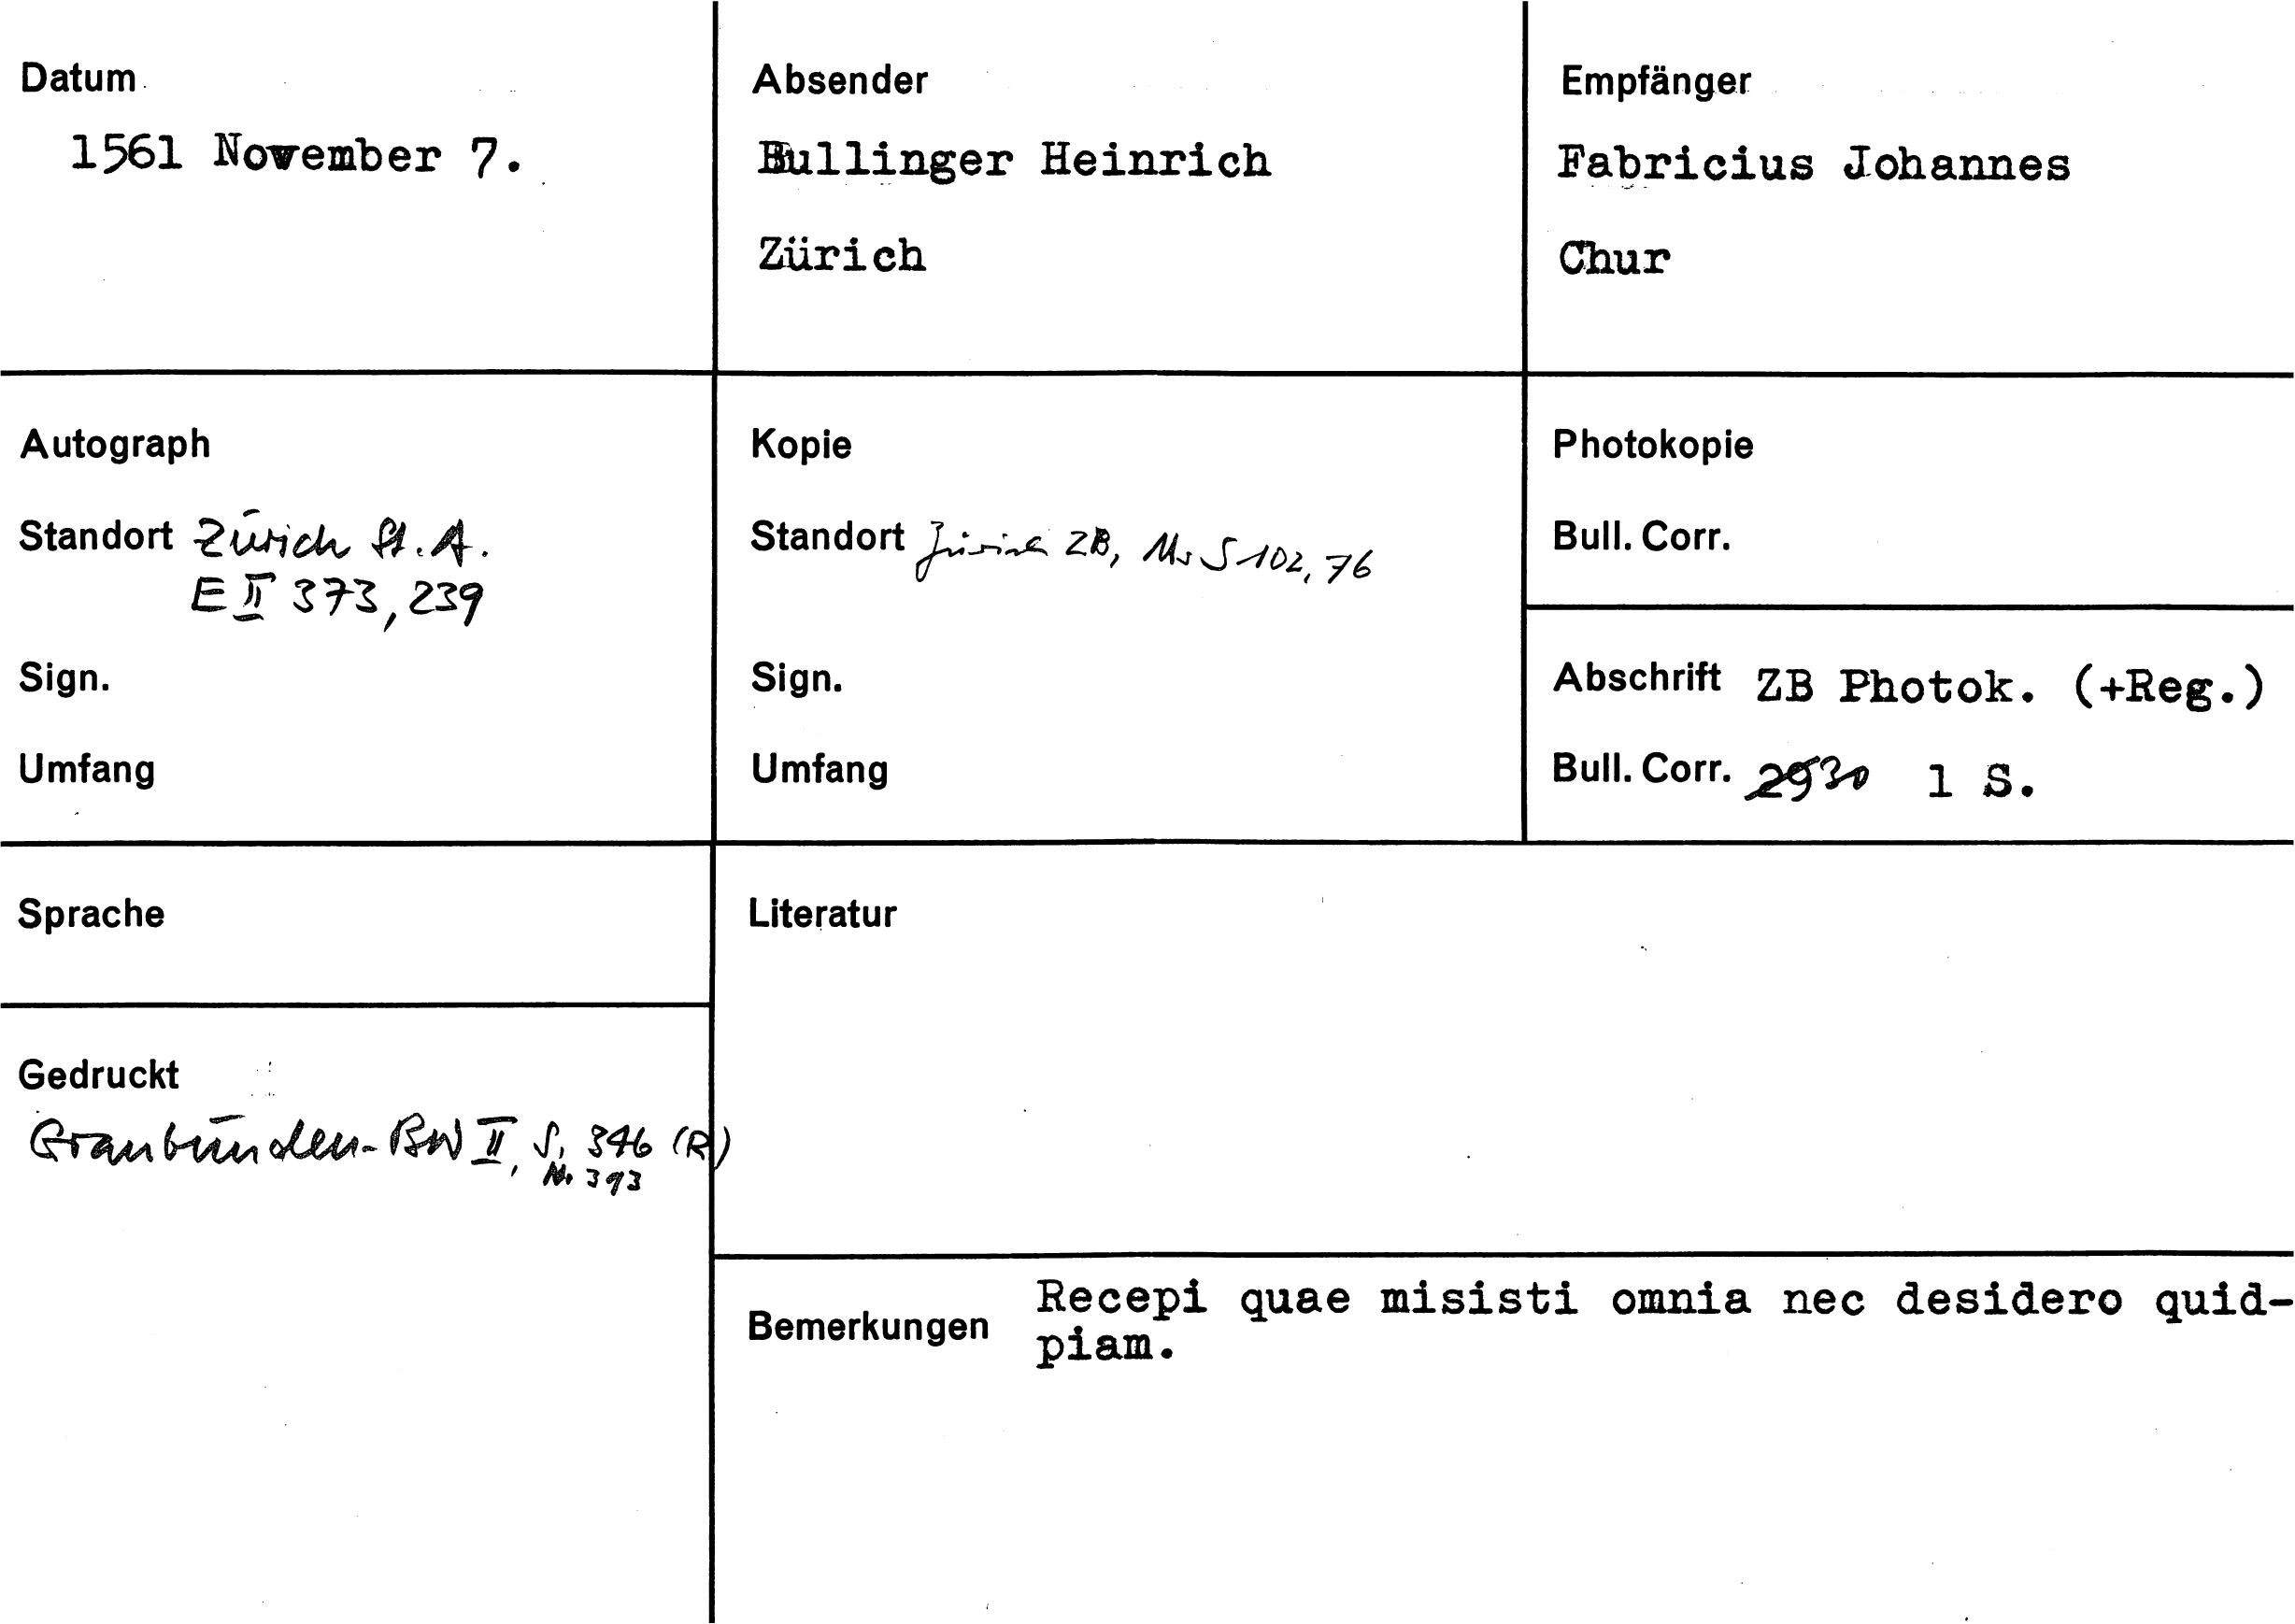 Datum
1561 November 7.
Absender
Bullinger Heinrich
Zürich
Empfänger
Fabricius Johannes
Chur
Autograph
Standort Zürich St. A.
E II 373, 239
Sign.
Umfang
Kopie
Standort Zürich ZB, Ms S 102, 76
Sign.
Umfang
Photokopie
Bull. Corr.
Abschrift ZB Photok. (+Reg.)
Bull. Corr. 2930 1 S.
Sprache
Literatur
Gedruckt
Graubünden-BW II, S. 346 (R)
Nr 393
Bemerkungen Recepi quae misisti omnia nec desidero quid-
piam.